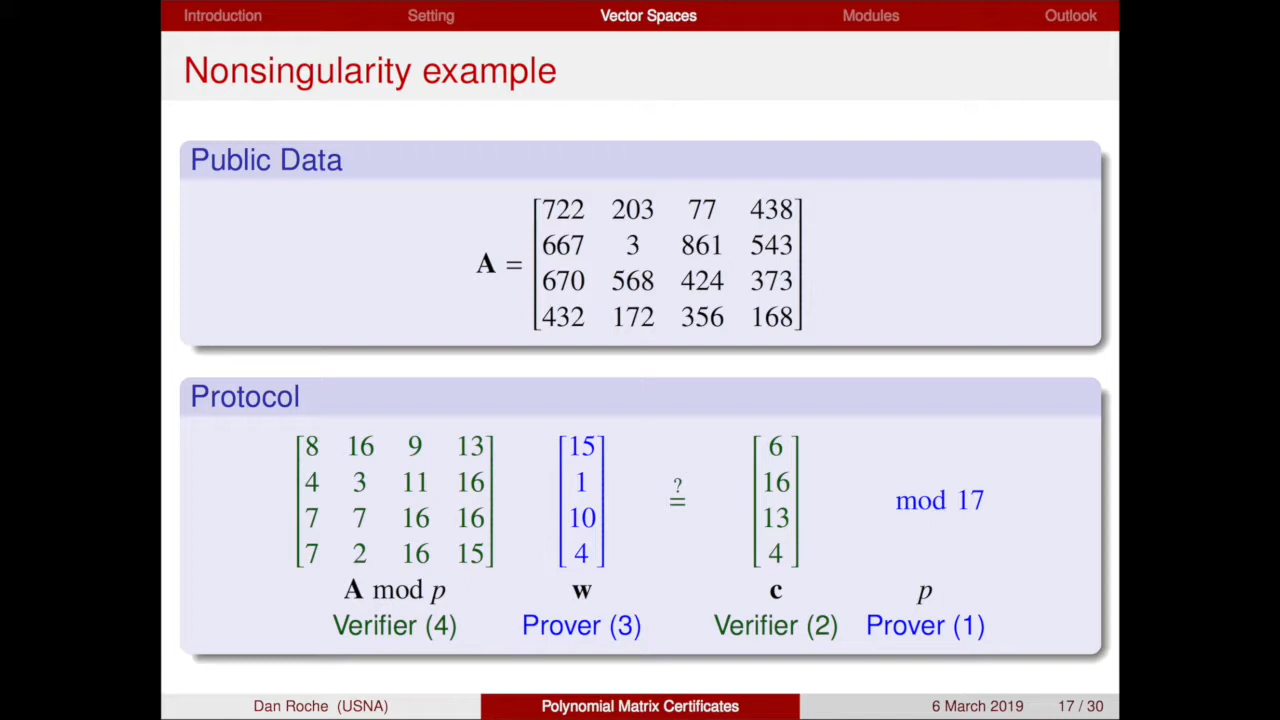 Introduction Setting Vector Spaces Modules Outlook
Nonsingularity example
Public Data
A = [722 203 77 438
667 3 861 543
670 568 424 373
432 172 356 168]
Protocol
[8 16 9 13] [15] [6]
[4 3 11 16] [1] ?= [16] mod 17
[7 7 16 16] [10] [13]
[7 2 16 15] [4] [4]
A mod p w c p
Verifier (4) Prover (3) Verifier (2) Prover (1)
Dan Roche (USNA) Polynomial Matrix Certificates 6 March 2019 17 / 30